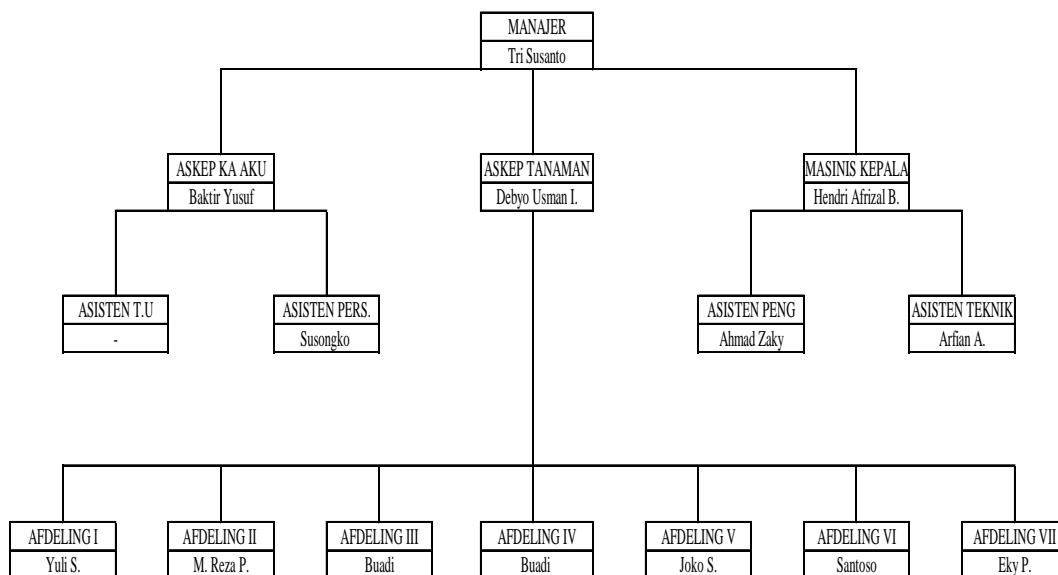 MANAJER
Tri Susanto
ASKEP KA AKU
Baktir Yusuf
ASKEP TANAMAN
Debyo Usman I.
MASINIS KEPALA
Hendri Afrizal B.
ASISTEN T.U
-
ASISTEN PERS.
Susongko
ASISTEN PENG
Ahmad Zaky
ASISTEN TEKNIK
Arfian A.
AFDELING I
Yuli S.
AFDELING II
M. Reza P.
AFDELING III
Buadi
AFDELING IV
Buadi
AFDELING V
Joko S.
AFDELING VI
Santoso
AFDELING VII
Eky P.